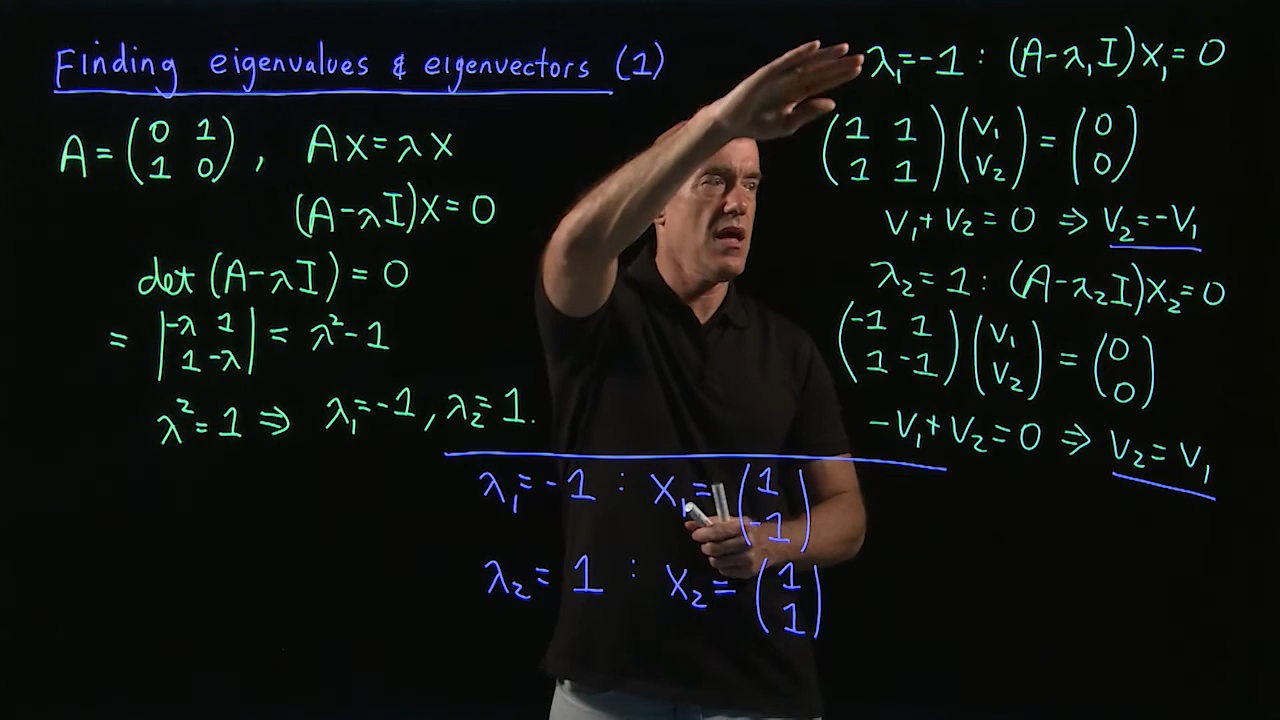 Finding eigenvalues & eigenvectors (1)
A = (0 1
1 0), Ax = λx
(A-λI)x = 0
det (A-λI) = 0
= |-λ 1
1 -λ| = λ² - 1
λ² = 1 ⇒ λ₁ = -1, λ₂ = 1.
λ₁ = -1 : (A-λ₁I)x₁ = 0
(1 1
1 1) (v₁
v₂) = (0
0)
v₁ + v₂ = 0 ⇒ v₂ = -v₁
λ₂ = 1 : (A-λ₂I)x₂ = 0
(-1 1
1 -1) (v₁
v₂) = (0
0)
-v₁ + v₂ = 0 ⇒ v₂ = v₁
λ₁ = -1 : x₁ = (1
-1)
λ₂ = 1 : x₂ = (1
1)